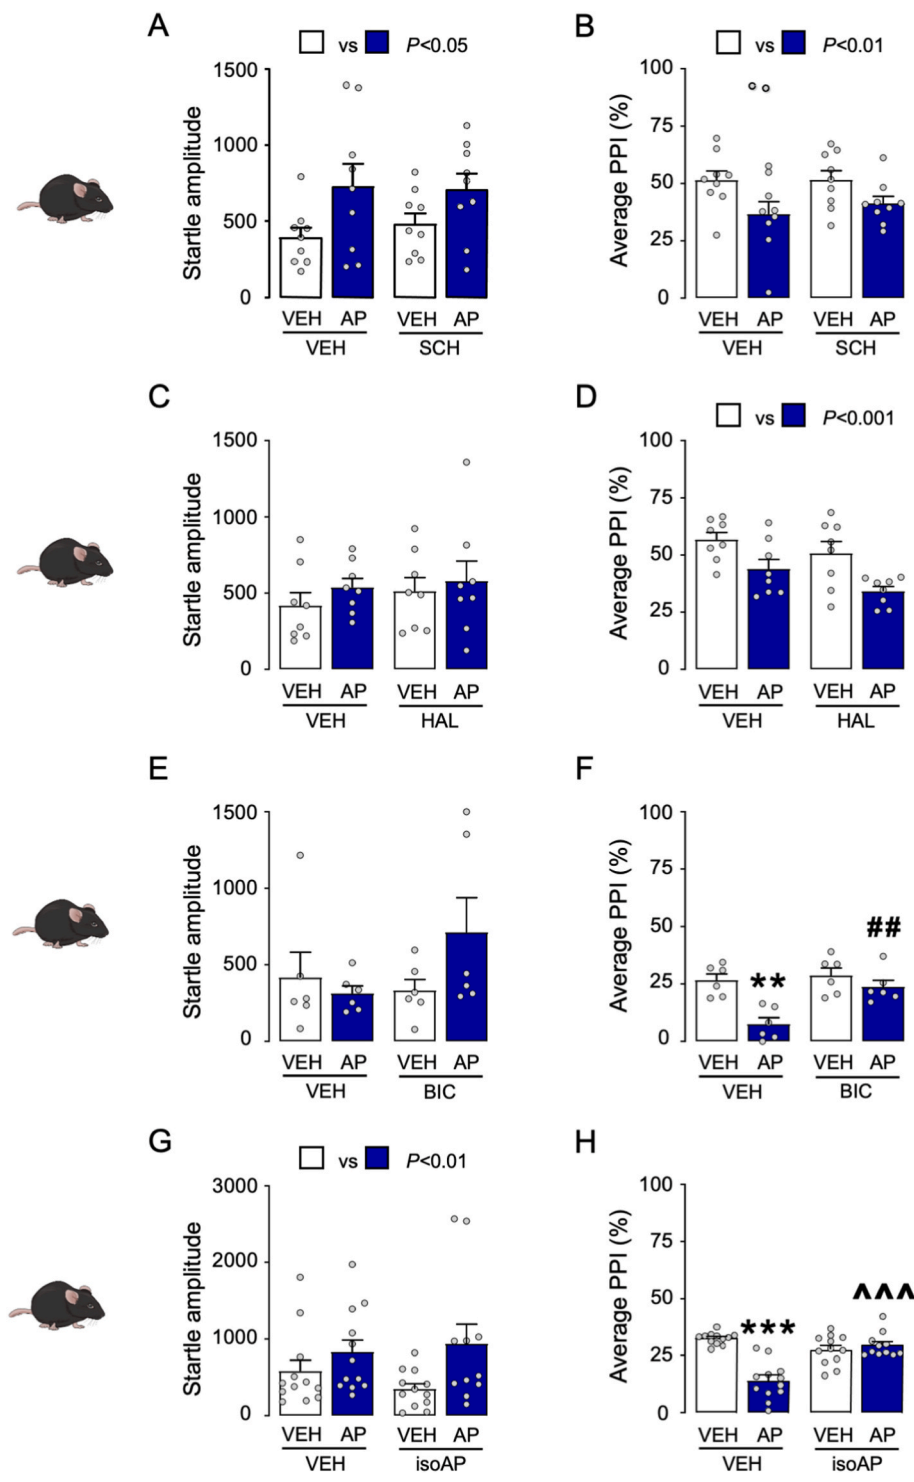 A
B
vs P<0.05
vs P<0.01
Startle amplitude
1500
1000
500
0
VEH AP VEH AP
VEH SCH
Average PPI (%)
100
75
50
25
0
VEH AP VEH AP
VEH SCH
C
D
vs P<0.001
Startle amplitude
1500
1000
500
0
VEH AP VEH AP
VEH HAL
Average PPI (%)
100
75
50
25
0
VEH AP VEH AP
VEH HAL
E
F
Startle amplitude
1500
1000
500
0
VEH AP VEH AP
VEH BIC
Average PPI (%)
100
75
50
25
0
**
##
VEH AP VEH AP
VEH BIC
G
H
vs P<0.01
Startle amplitude
3000
2000
1000
0
VEH AP VEH AP
VEH isoAP
Average PPI (%)
100
75
50
25
0
***
^^^
VEH AP VEH AP
VEH isoAP